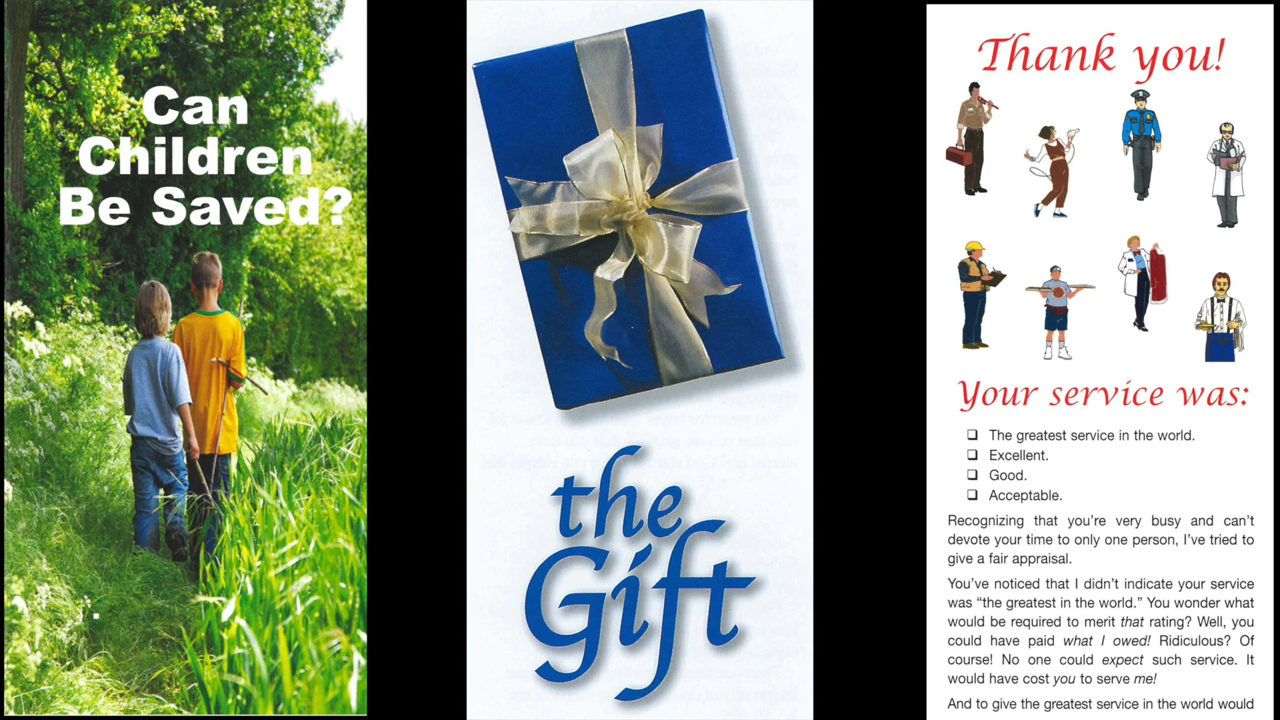 Can
Children
Be Saved?
the
Gift
Thank you!
Your service was:
❑ The greatest service in the world.
❑ Excellent.
❑ Good.
❑ Acceptable.
Recognizing that you're very busy and can't
devote your time to only one person, I've tried to
give a fair appraisal.
You've noticed that I didn't indicate your service
was “the greatest in the world.” You wonder what
would be required to merit that rating? Well, you
could have paid what I owed! Ridiculous? Of
course! No one could expect such service. It
would have cost you to serve me!
And to give the greatest service in the world would